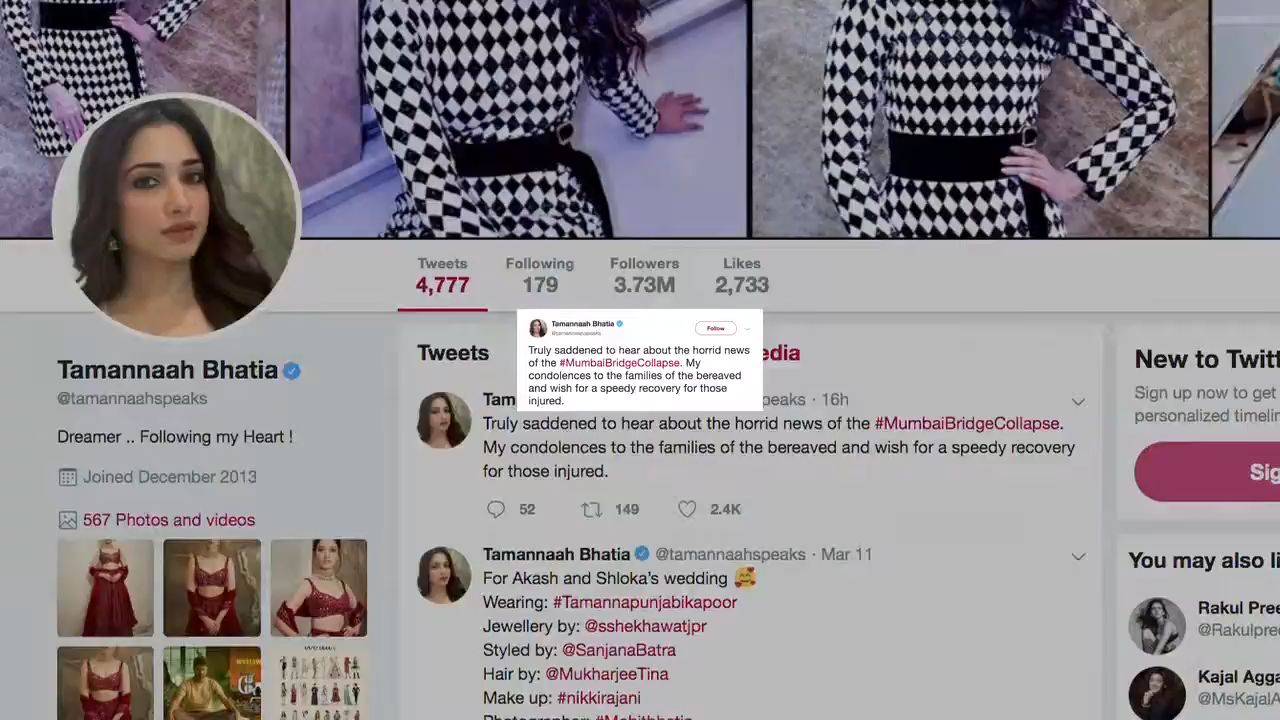 Tweets
4,777
Following
179
Followers
3.73M
Likes
2,733
Tamannaah Bhatia
@tamannaahspeaks
Dreamer .. Following my Heart !
Joined December 2013
567 Photos and videos
Tamannaah Bhatia
@tamannaahspeaks
Follow
Truly saddened to hear about the horrid news
of the #MumbaiBridgeCollapse. My
condolences to the families of the bereaved
and wish for a speedy recovery for those
injured.
Tweets
edia
Tam
peaks · 16h
Truly saddened to hear about the horrid news of the #MumbaiBridgeCollapse.
My condolences to the families of the bereaved and wish for a speedy recovery
for those injured.
52 149 2.4K
Tamannaah Bhatia @tamannaahspeaks · Mar 11
For Akash and Shloka's wedding
Wearing: #Tamannapunjabikapoor
Jewellery by: @sshekhawatjpr
Styled by: @SanjanaBatra
Hair by: @MukharjeeTina
Make up: #nikkirajani
Photographer: #Mohitbhatia
New to Twitt
Sign up now to get
personalized timelin
Sig
You may also li
Rakul Pree
@Rakulpree
Kajal Agga
@MsKajalA